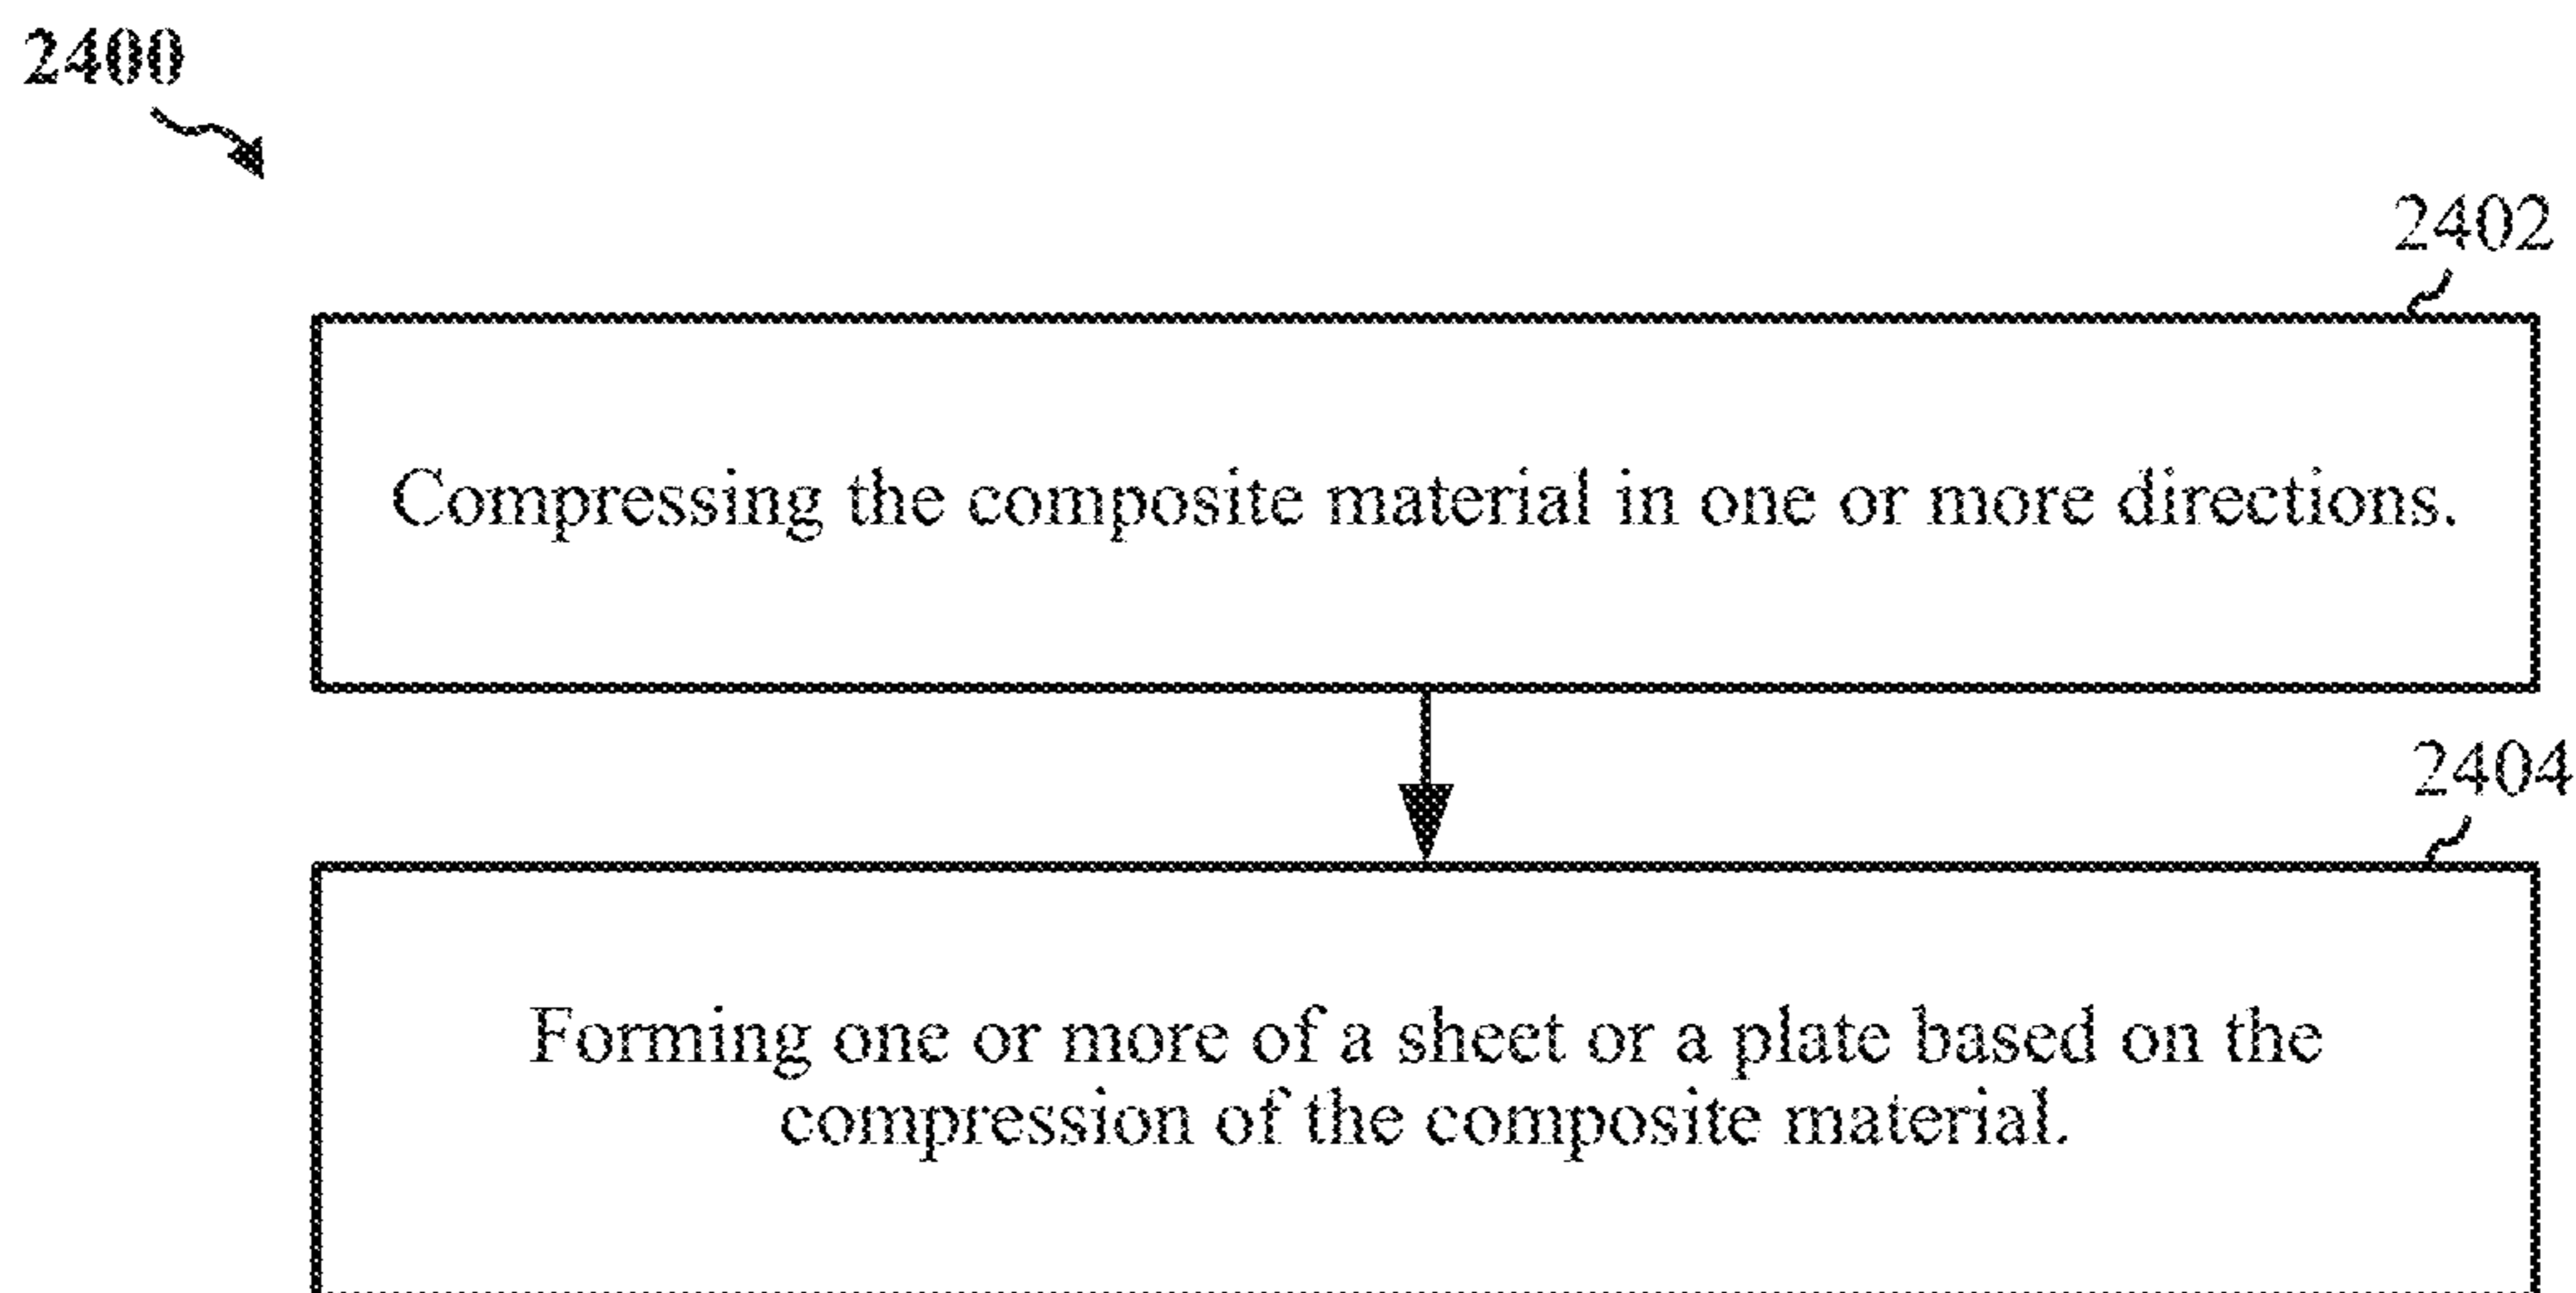 2400
2402
Compressing the composite material in one or more directions.
2404
Forming one or more of a sheet or a plate based on the
compression of the composite material.